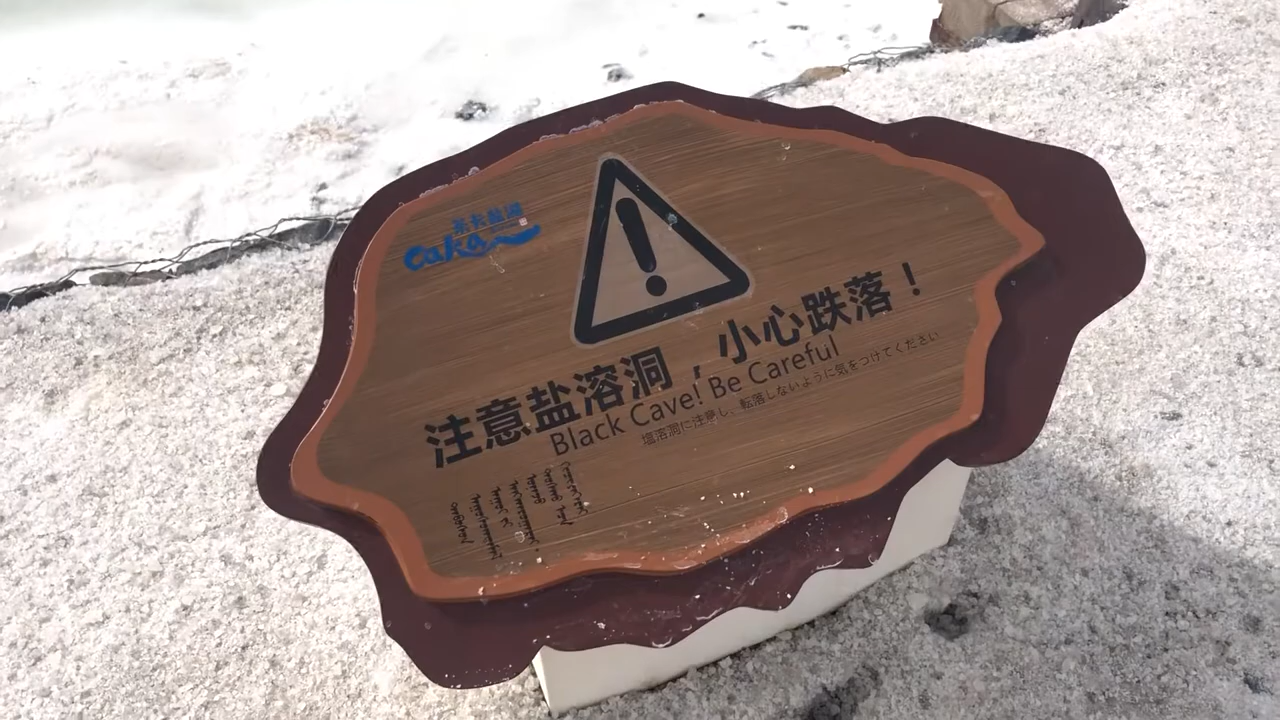 茶卡盐湖
caka
注意盐溶洞，小心跌落！
Black Cave! Be Careful
塩溶洞に注意し、転落しないように気をつけてください